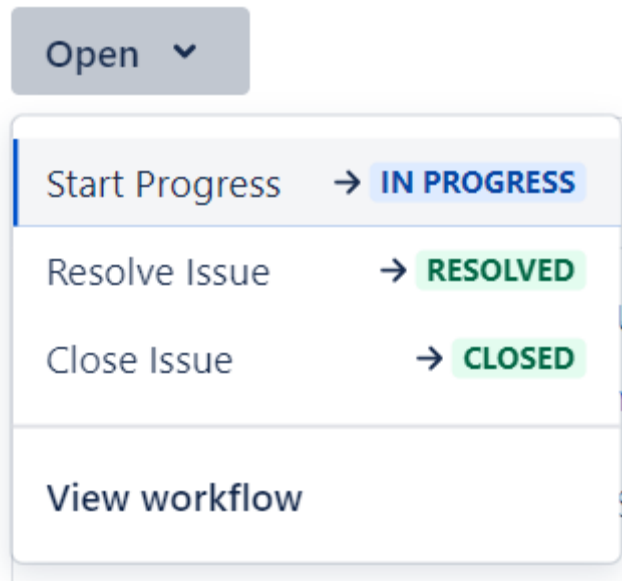 Open
Start Progress → IN PROGRESS
Resolve Issue → RESOLVED
Close Issue → CLOSED
View workflow